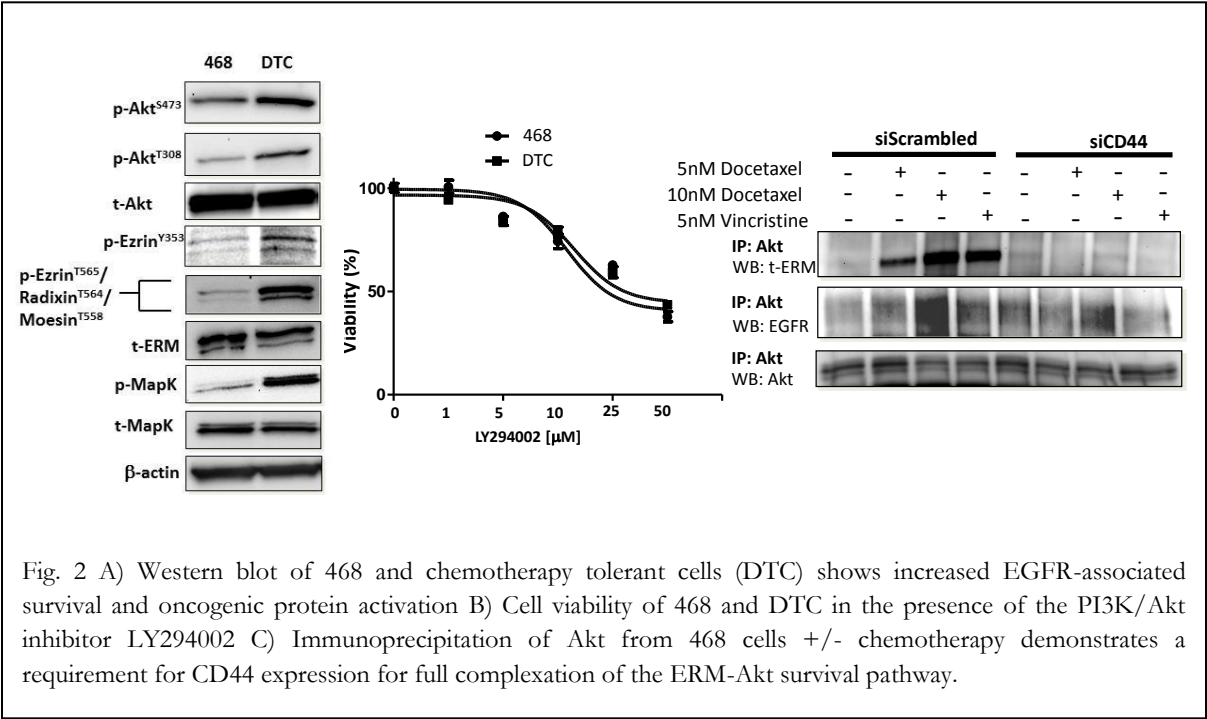 468 DTC
p-Akt^S473
p-Akt^T308
t-Akt
p-Ezrin^Y353
p-Ezrin^T565/
Radixin^T564/
Moesin^T558
t-ERM
p-MapK
t-MapK
β-actin
468
DTC
100
50
0
Viability (%)
0 1 5 10 25 50
LY294002 [µM]
siScrambled siCD44
5nM Docetaxel - + - - - + - -
10nM Docetaxel - - + - - - + -
5nM Vincristine - - - + - - - +
IP: Akt
WB: t-ERM
IP: Akt
WB: EGFR
IP: Akt
WB: Akt
Fig. 2 A) Western blot of 468 and chemotherapy tolerant cells (DTC) shows increased EGFR-associated
survival and oncogenic protein activation B) Cell viability of 468 and DTC in the presence of the PI3K/Akt
inhibitor LY294002 C) Immunoprecipitation of Akt from 468 cells +/- chemotherapy demonstrates a
requirement for CD44 expression for full complexation of the ERM-Akt survival pathway.